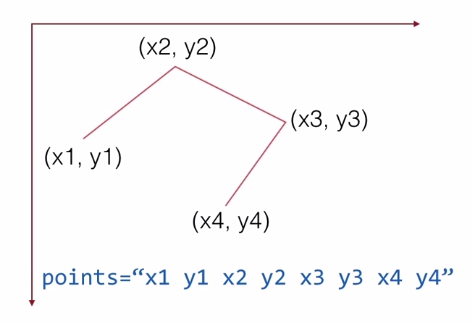 (x2, y2)
(x3, y3)
(x1, y1)
(x4, y4)
points=“x1 y1 x2 y2 x3 y3 x4 y4”